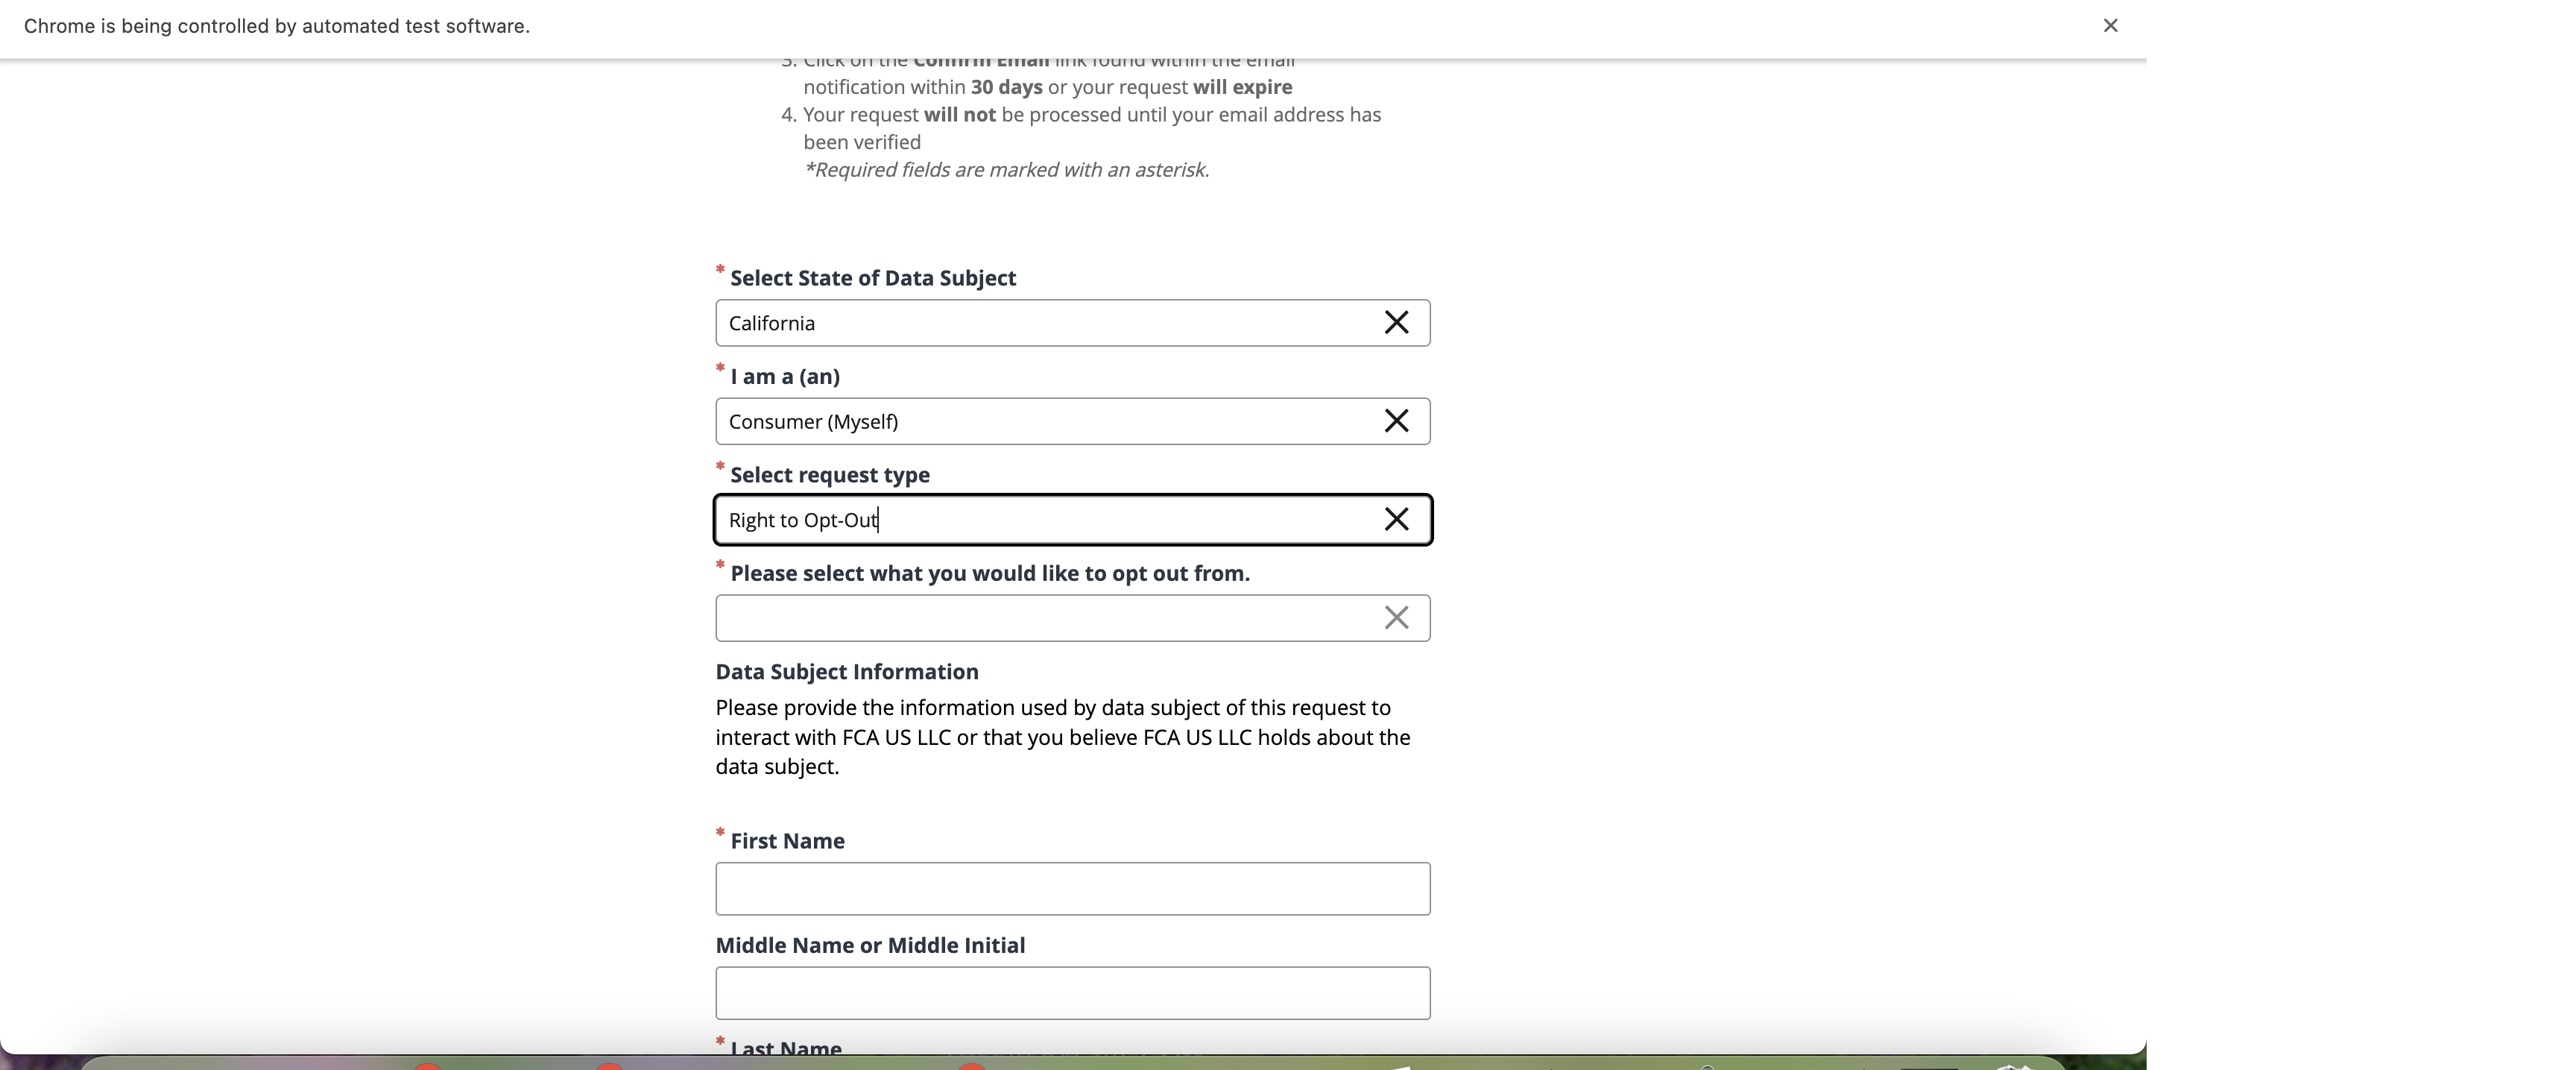 Chrome is being controlled by automated test software.
3. Click on the Confirm Email link found within the email
notification within 30 days or your request will expire
4. Your request will not be processed until your email address has
been verified
*Required fields are marked with an asterisk.
* Select State of Data Subject
California
* I am a (an)
Consumer (Myself)
* Select request type
Right to Opt-Out
* Please select what you would like to opt out from.
Data Subject Information
Please provide the information used by data subject of this request to
interact with FCA US LLC or that you believe FCA US LLC holds about the
data subject.
* First Name
Middle Name or Middle Initial
* Last Name